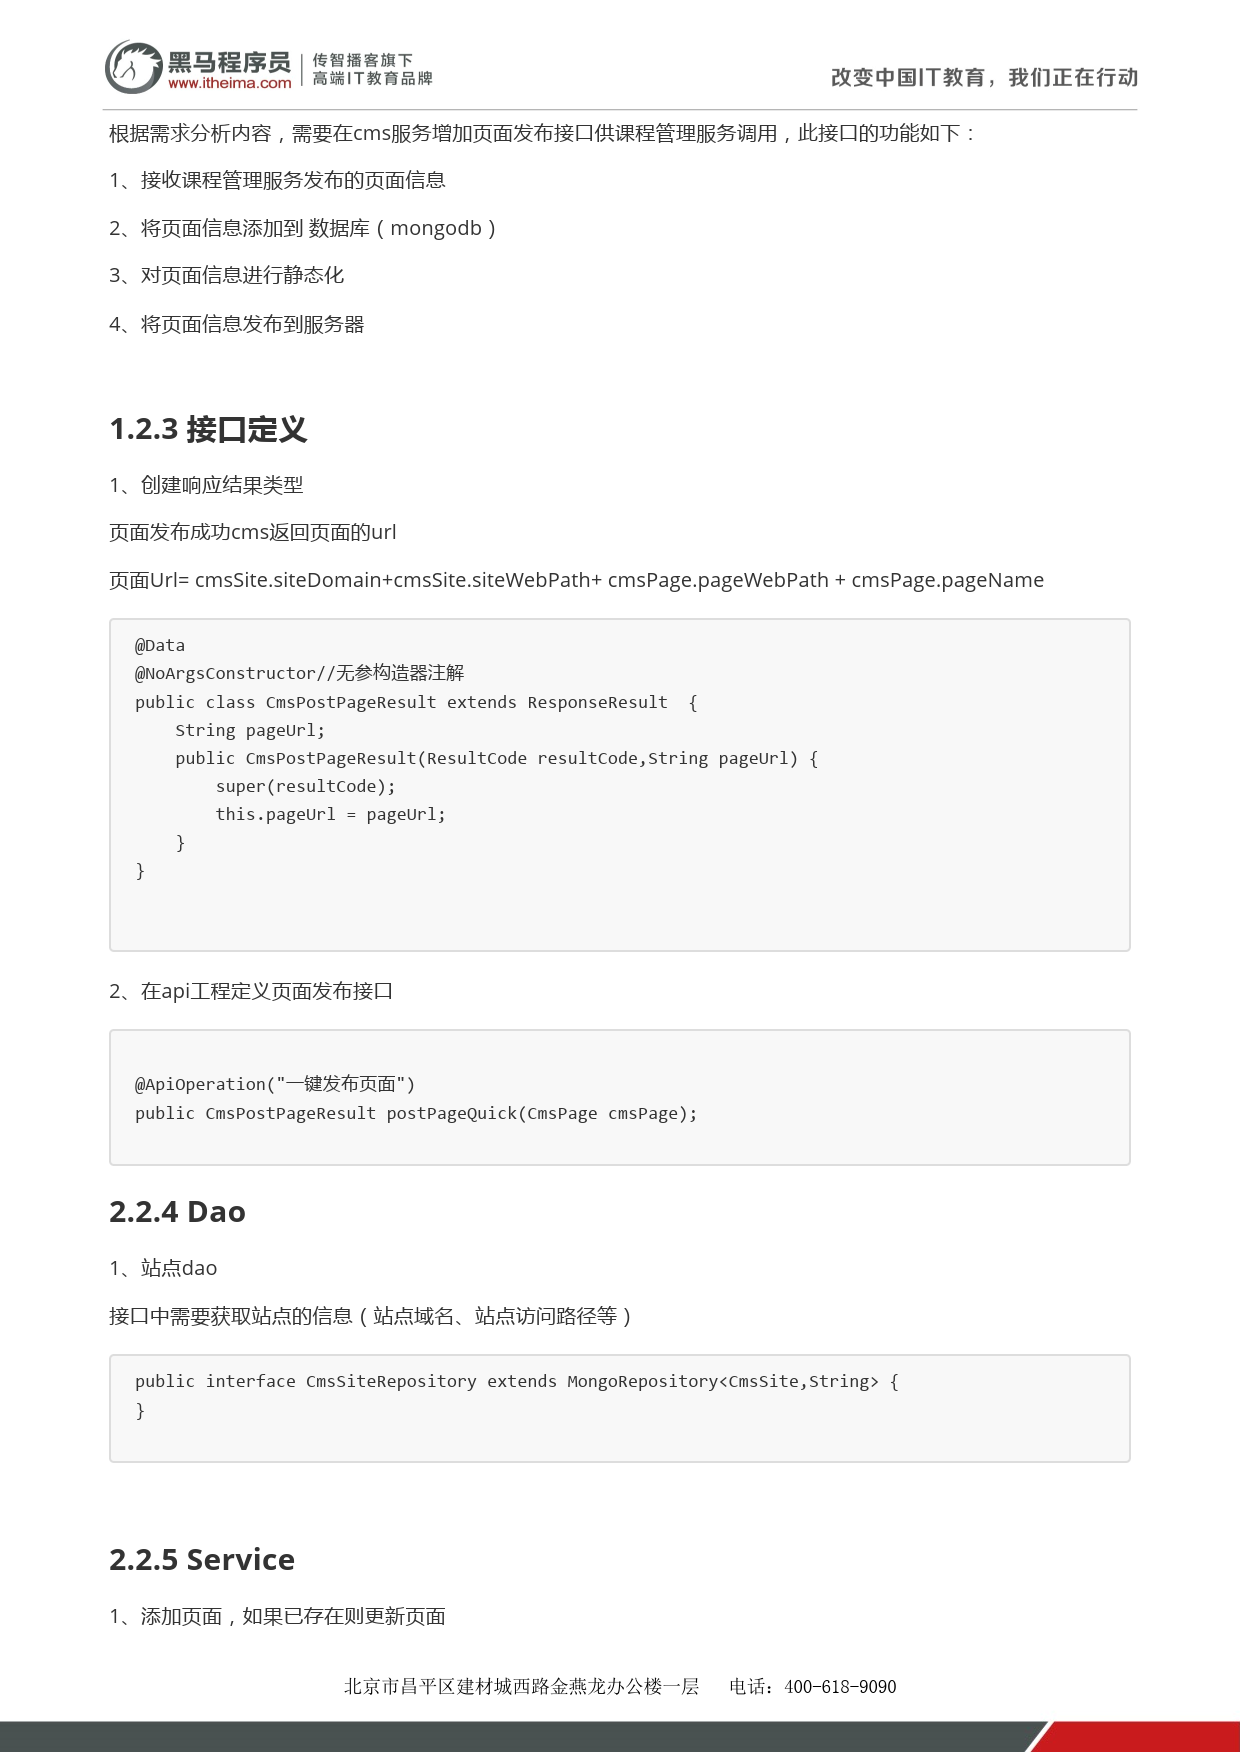 黑马程序员
www.itheima.com
传智播客旗下
高端IT教育品牌
改变中国IT教育，我们正在行动
根据需求分析内容，需要在cms服务增加页面发布接口供课程管理服务调用，此接口的功能如下：
1、接收课程管理服务发布的页面信息
2、将页面信息添加到 数据库（mongodb）
3、对页面信息进行静态化
4、将页面信息发布到服务器
1.2.3 接口定义
1、创建响应结果类型
页面发布成功cms返回页面的url
页面Url= cmsSite.siteDomain+cmsSite.siteWebPath+ cmsPage.pageWebPath + cmsPage.pageName
@Data
@NoArgsConstructor//无参构造器注解
public class CmsPostPageResult extends ResponseResult  {
    String pageUrl;
    public CmsPostPageResult(ResultCode resultCode,String pageUrl) {
        super(resultCode);
        this.pageUrl = pageUrl;
    }
}
2、在api工程定义页面发布接口
@ApiOperation("一键发布页面")
public CmsPostPageResult postPageQuick(CmsPage cmsPage);
2.2.4 Dao
1、站点dao
接口中需要获取站点的信息（站点域名、站点访问路径等）
public interface CmsSiteRepository extends MongoRepository<CmsSite,String> {
}
2.2.5 Service
1、添加页面，如果已存在则更新页面
北京市昌平区建材城西路金燕龙办公楼一层   电话：400-618-9090